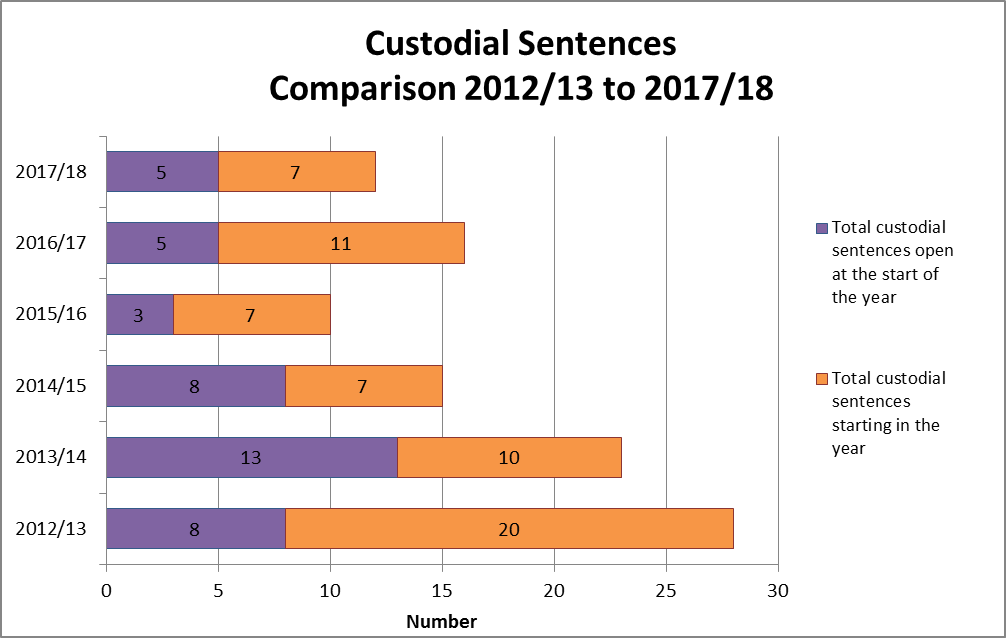 Custodial Sentences
Comparison 2012/13 to 2017/18
2017/18
5
7
2016/17
5
11
2015/16
3
7
2014/15
8
7
2013/14
13
10
2012/13
8
20
0
5
10
15
20
25
30
Number
Total custodial
sentences open
at the start of
the year
Total custodial
sentences
starting in the
year